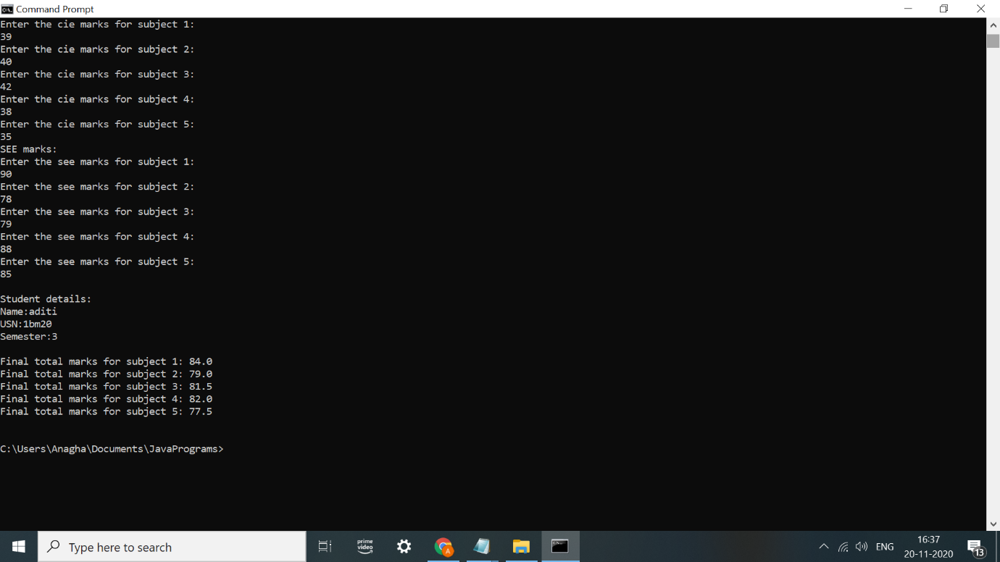 Command Prompt
Enter the cie marks for subject 1:
39
Enter the cie marks for subject 2:
40
Enter the cie marks for subject 3:
42
Enter the cie marks for subject 4:
38
Enter the cie marks for subject 5:
35
SEE marks:
Enter the see marks for subject 1:
90
Enter the see marks for subject 2:
78
Enter the see marks for subject 3:
79
Enter the see marks for subject 4:
88
Enter the see marks for subject 5:
85
Student details:
Name:aditi
USN:1bm20
Semester:3
Final total marks for subject 1: 84.0
Final total marks for subject 2: 79.0
Final total marks for subject 3: 81.5
Final total marks for subject 4: 82.0
Final total marks for subject 5: 77.5
C:\Users\Anagha\Documents\JavaPrograms>
Type here to search
prime
video
A
ENG
16:37
20-11-2020
13